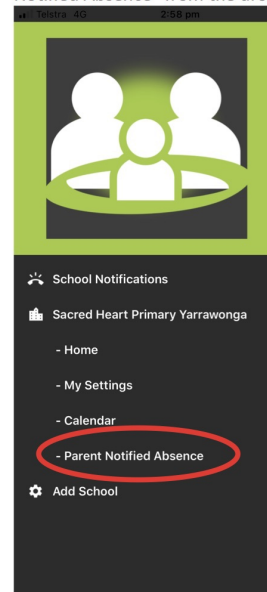 Telstra 4G 2:58 pm
School Notifications
Sacred Heart Primary Yarrawonga
- Home
- My Settings
- Calendar
- Parent Notified Absence
Add School